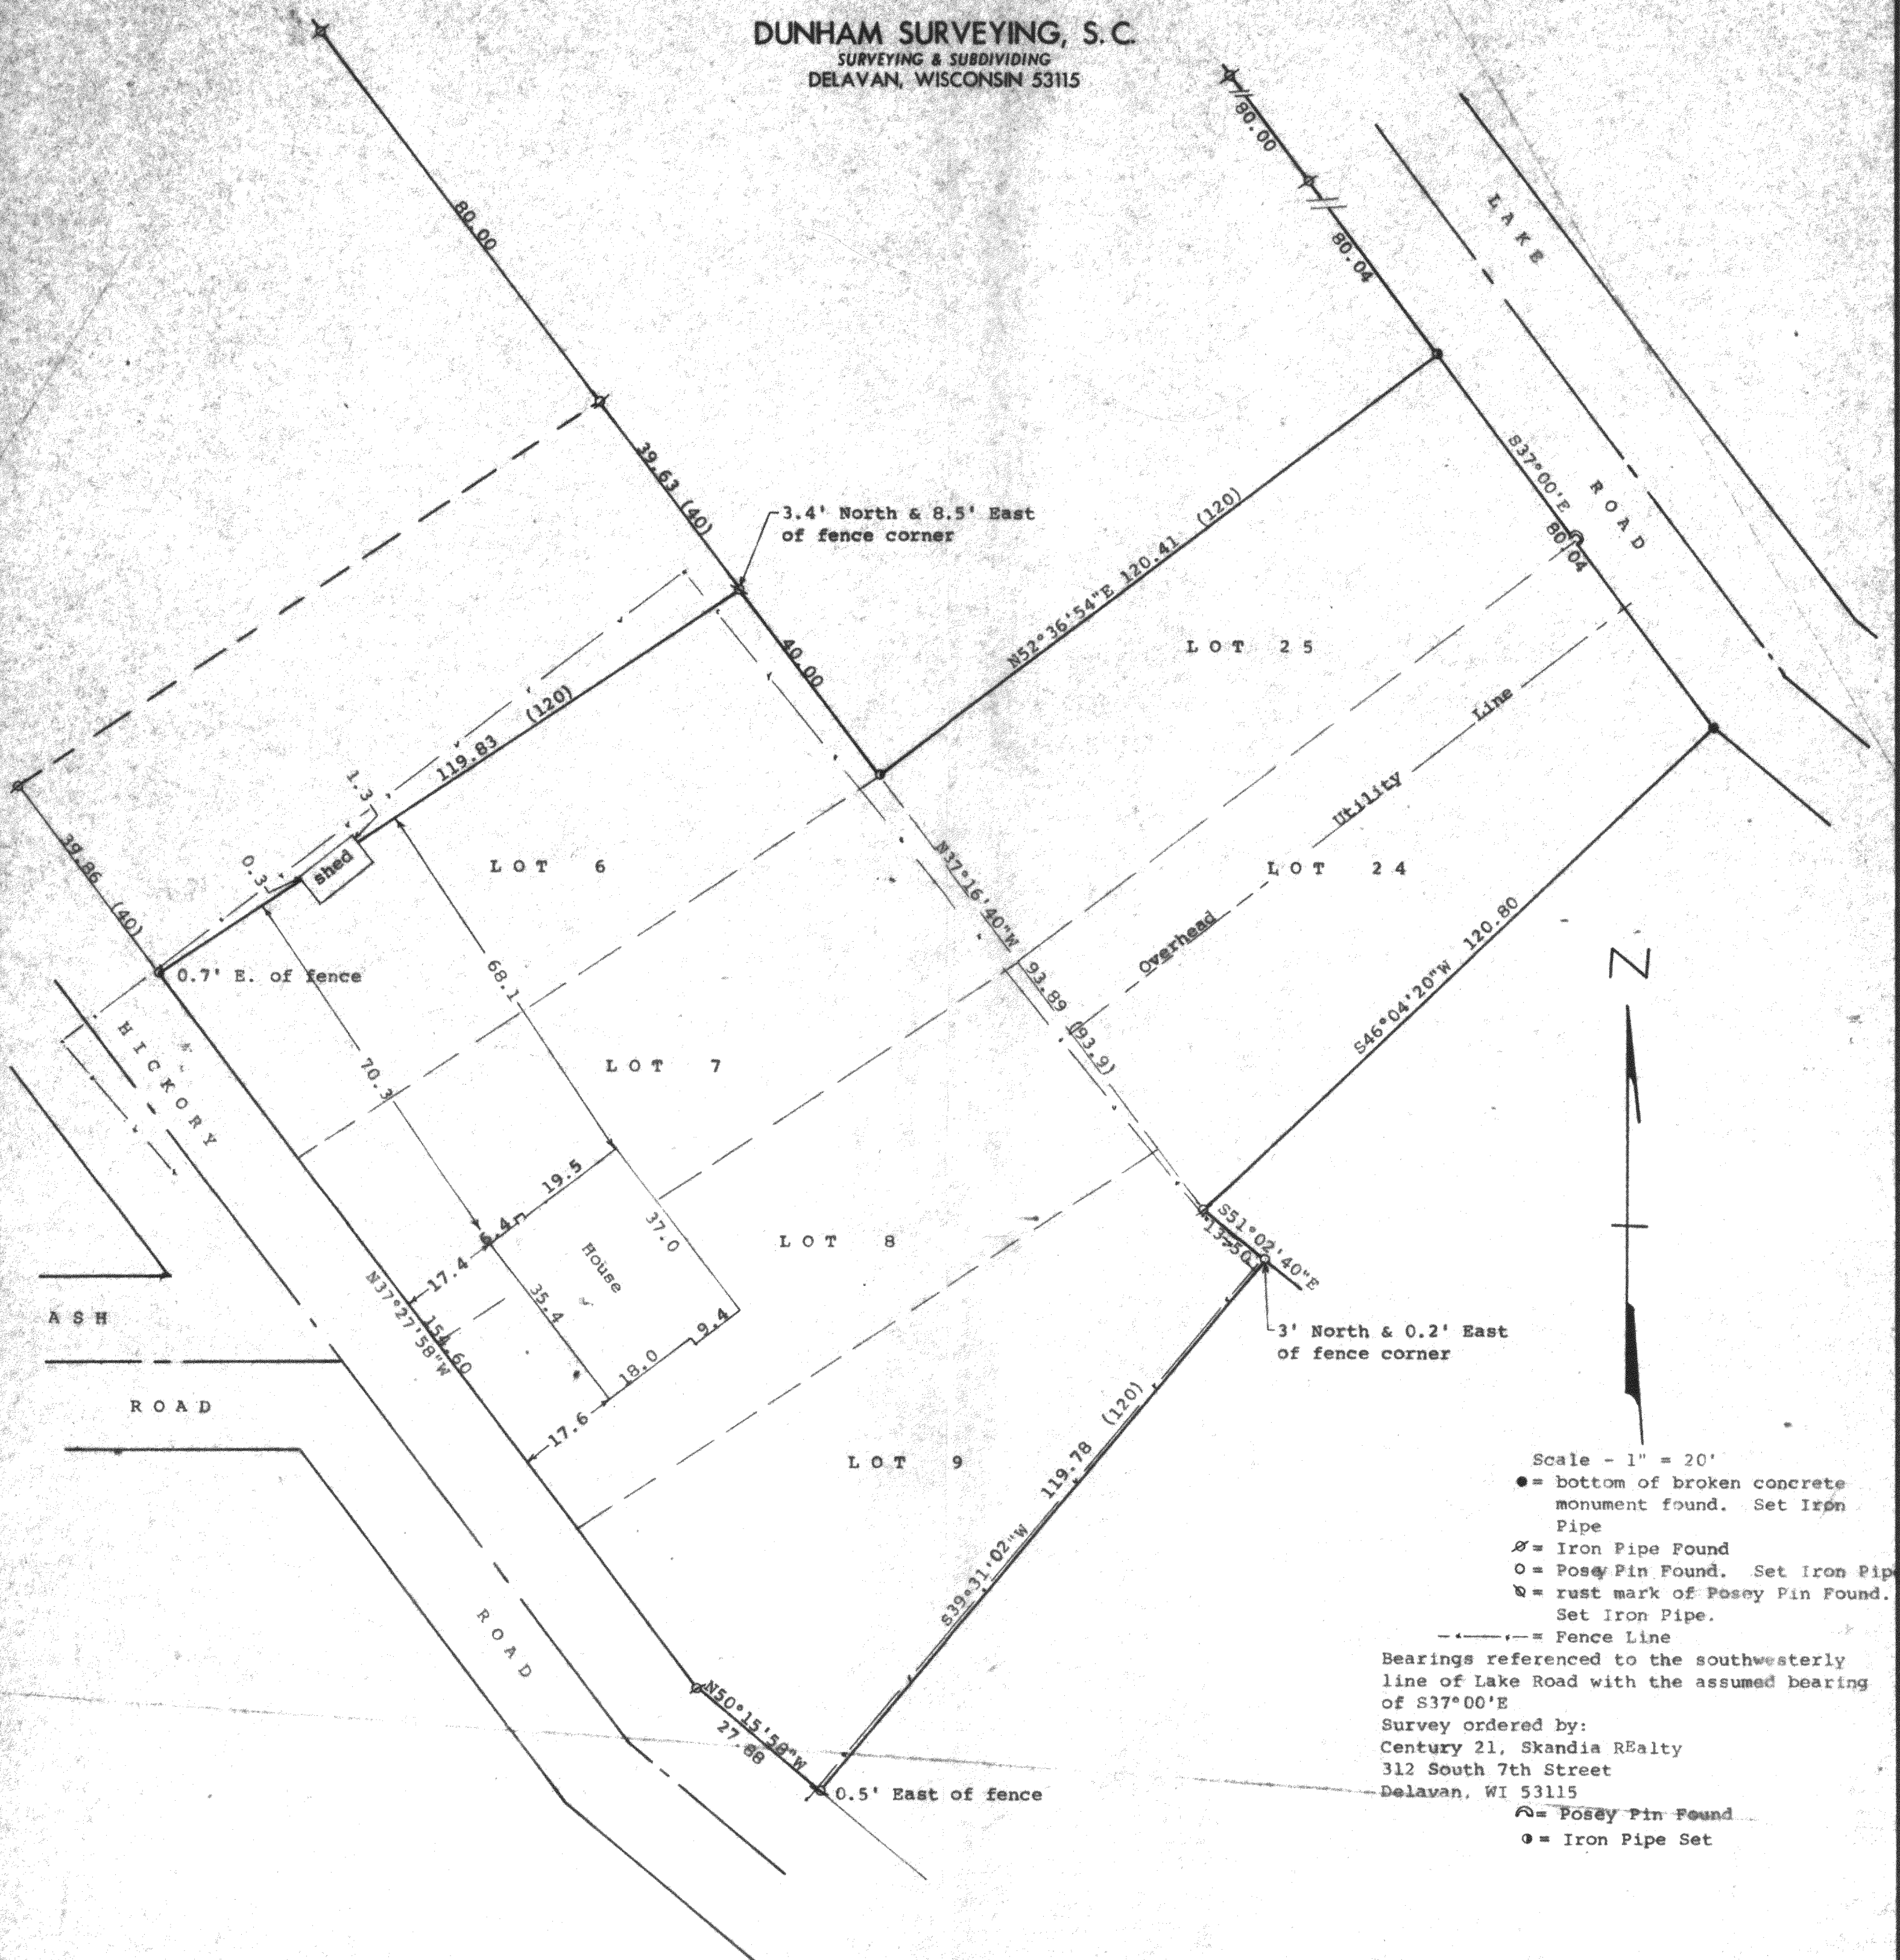 DUNHAM SURVEYING, S.C.
SURVEYING & SUBDIVIDING
DELAVAN, WISCONSIN 53115
80.00
80.00
80.04
LAKE
ROAD
39.63 (40)
3.4' North & 8.5' East
of fence corner
40.00
N52°36'54"E 120.41 (120)
S37°00'E
80.04
LOT 25
Line
Utility
Overhead
LOT 24
119.83 (120)
1.3
0.3
shed
39.86 (40)
0.7' E. of fence
LOT 6
68.1
70.3
N37°16'40"W
93.89 (93.9)
S46°04'20"W 120.80
N
HICKORY
LOT 7
19.5
6.4
17.4
House
37.0
35.4
LOT 8
S51°02'40"E
13.50
ASH
ROAD
N37°27'58"W
154.60
9.4
18.0
17.6
3' North & 0.2' East
of fence corner
LOT 9
S39°31'02"W 119.78 (120)
ROAD
N50°15'58"W
27.88
0.5' East of fence
Scale - 1" = 20'
= bottom of broken concrete
monument found. Set Iron
Pipe
= Iron Pipe Found
= Posey Pin Found. Set Iron Pip
= rust mark of Posey Pin Found.
Set Iron Pipe.
= Fence Line
Bearings referenced to the southwesterly
line of Lake Road with the assumed bearing
of S37°00'E
Survey ordered by:
Century 21, Skandia REalty
312 South 7th Street
Delavan, WI 53115
= Posey Pin Found
= Iron Pipe Set